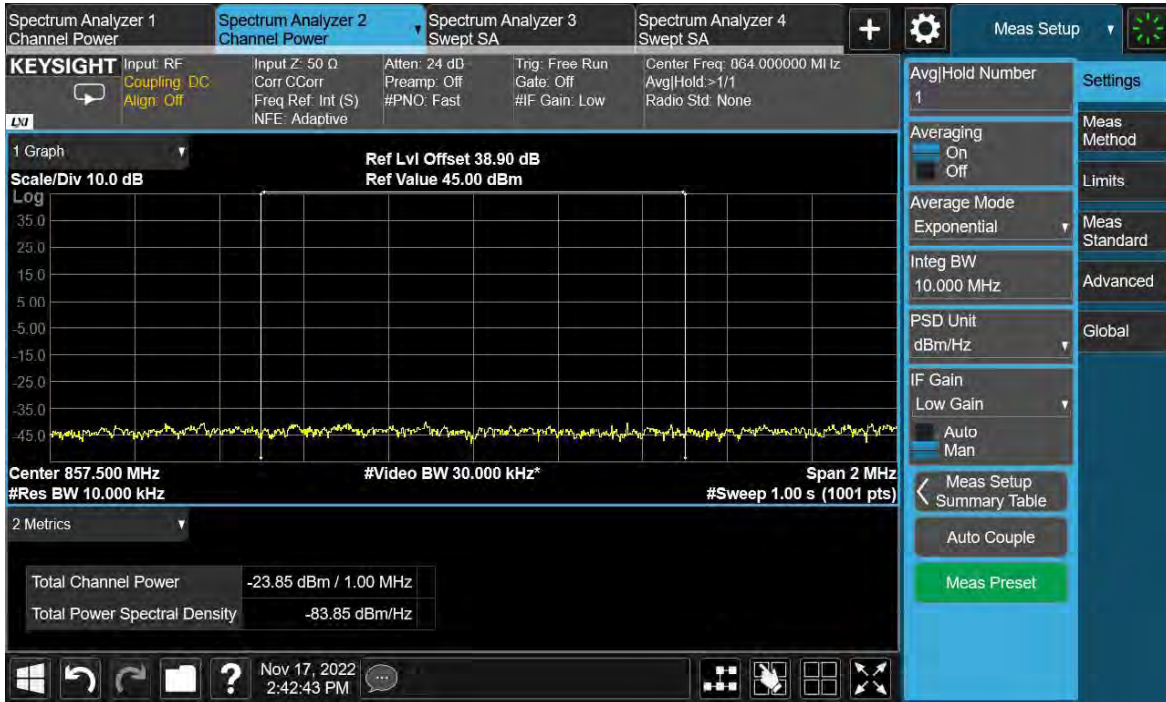 Spectrum Analyzer 1
Channel Power
Spectrum Analyzer 2
Channel Power
Spectrum Analyzer 3
Swept SA
Spectrum Analyzer 4
Swept SA
+
Meas Setup
KEYSIGHT
LXI
Input: RF
Coupling: DC
Align: Off
Input Z: 50 Ω
Corr CCorr
Freq Ref: Int (S)
NFE: Adaptive
Atten: 24 dB
Preamp: Off
#PNO: Fast
Trig: Free Run
Gate: Off
#IF Gain: Low
Center Freq: 864.000000 MHz
Avg|Hold:>1/1
Radio Std: None
1 Graph
Scale/Div 10.0 dB
Ref Lvl Offset 38.90 dB
Ref Value 45.00 dBm
Log
35.0
25.0
15.0
5.00
-5.00
-15.0
-25.0
-35.0
-45.0
Center 857.500 MHz
#Video BW 30.000 kHz*
Span 2 MHz
#Res BW 10.000 kHz
#Sweep 1.00 s (1001 pts)
2 Metrics
Total Channel Power -23.85 dBm / 1.00 MHz
Total Power Spectral Density -83.85 dBm/Hz
?
Nov 17, 2022
2:42:43 PM
Avg|Hold Number
1
Averaging
On
Off
Average Mode
Exponential
Integ BW
10.000 MHz
PSD Unit
dBm/Hz
IF Gain
Low Gain
Auto
Man
Meas Setup
Summary Table
Auto Couple
Meas Preset
Settings
Meas
Method
Limits
Meas
Standard
Advanced
Global